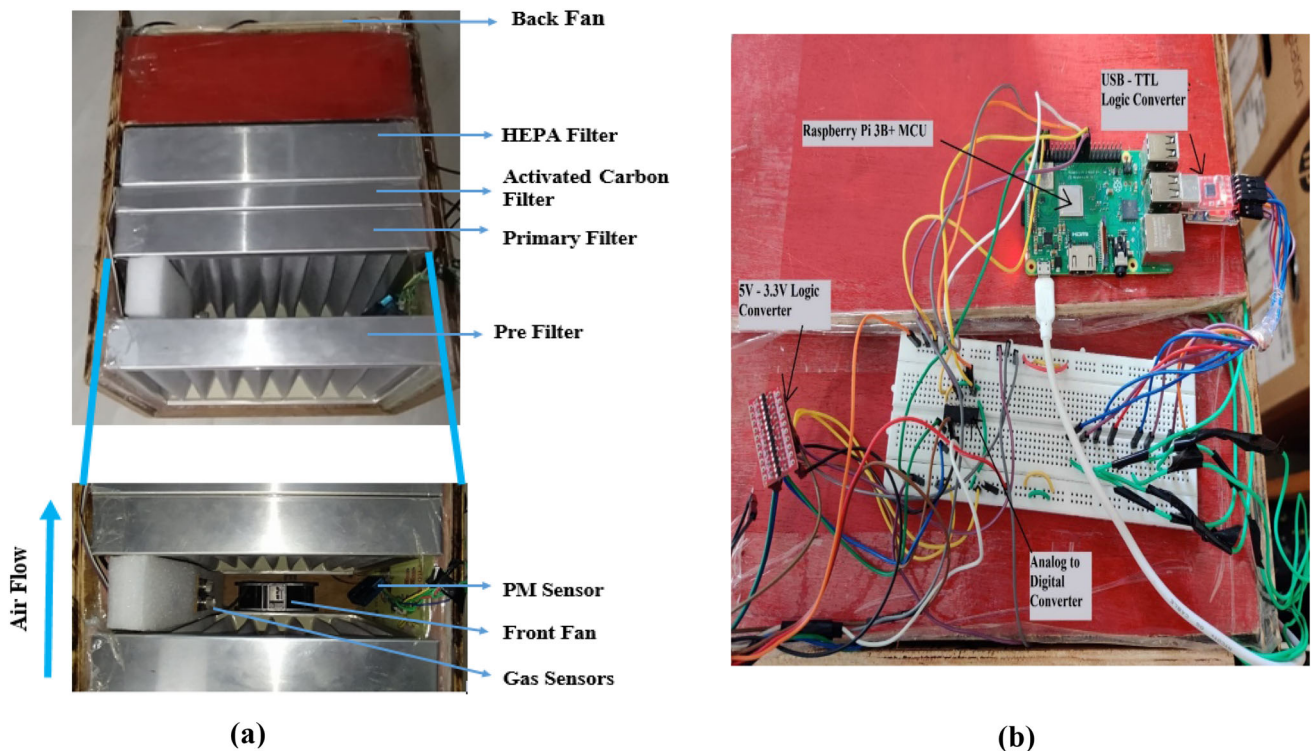 Back Fan
HEPA Filter
Activated Carbon
Filter
Primary Filter
Pre Filter
Air Flow
PM Sensor
Front Fan
Gas Sensors
(a)
USB - TTL
Logic Converter
Raspberry Pi 3B+ MCU
HDMI
5V - 3.3V Logic
Converter
Analog to
Digital
Converter
(b)